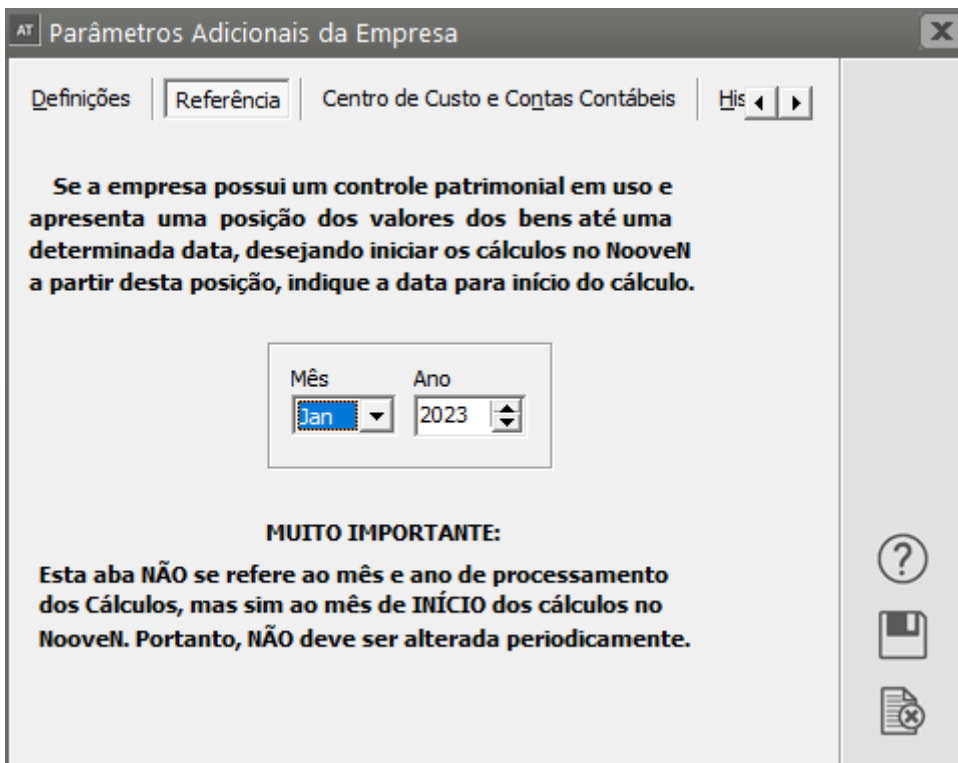 AT Parâmetros Adicionais da Empresa
Definições Referência Centro de Custo e Contas Contábeis His
Se a empresa possui um controle patrimonial em uso e
apresenta uma posição dos valores dos bens até uma
determinada data, desejando iniciar os cálculos no NooveN
a partir desta posição, indique a data para início do cálculo.
Mês Ano
Jan 2023
MUITO IMPORTANTE:
Esta aba NÃO se refere ao mês e ano de processamento
dos Cálculos, mas sim ao mês de INÍCIO dos cálculos no
NooveN. Portanto, NÃO deve ser alterada periodicamente.